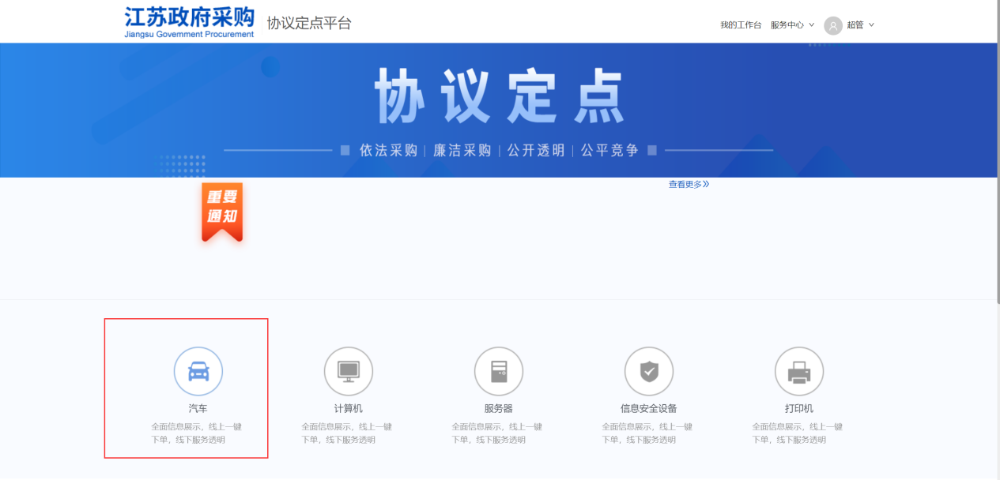 江苏政府采购
Jiangsu Government Procurement
协议定点平台
我的工作台 服务中心 超管
协议定点
依法采购 | 廉洁采购 | 公开透明 | 公平竞争
重要
通知
查看更多
汽车
全面信息展示，线上一键
下单，线下服务透明
计算机
全面信息展示，线上一键
下单，线下服务透明
服务器
全面信息展示，线上一键
下单，线下服务透明
信息安全设备
全面信息展示，线上一键
下单，线下服务透明
打印机
全面信息展示，线上一键
下单，线下服务透明